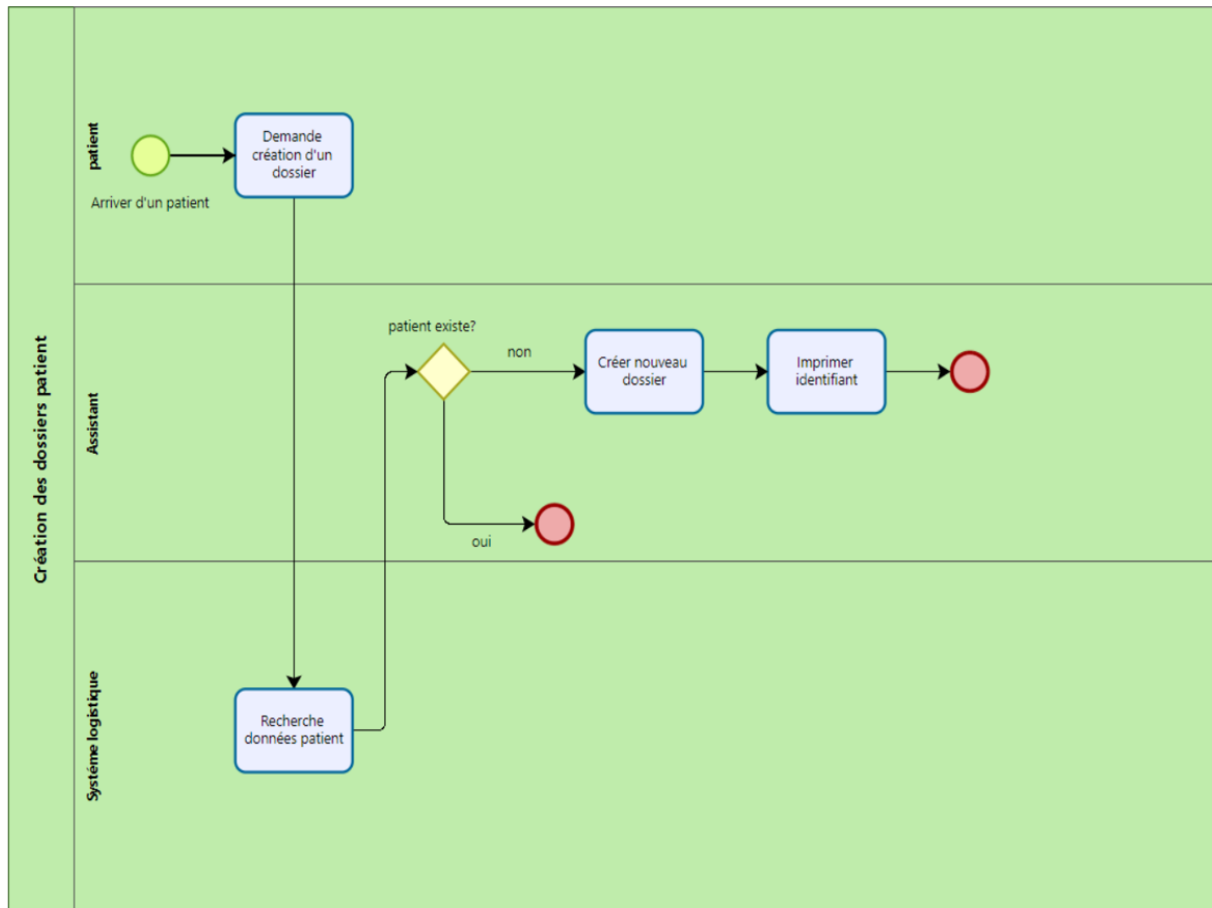 Création des dossiers patient
patient
Arriver d'un patient
Demande
création d'un
dossier
Assistant
patient existe?
non
Créer nouveau
dossier
Imprimer
identifiant
oui
Systéme logistique
Recherche
données patient